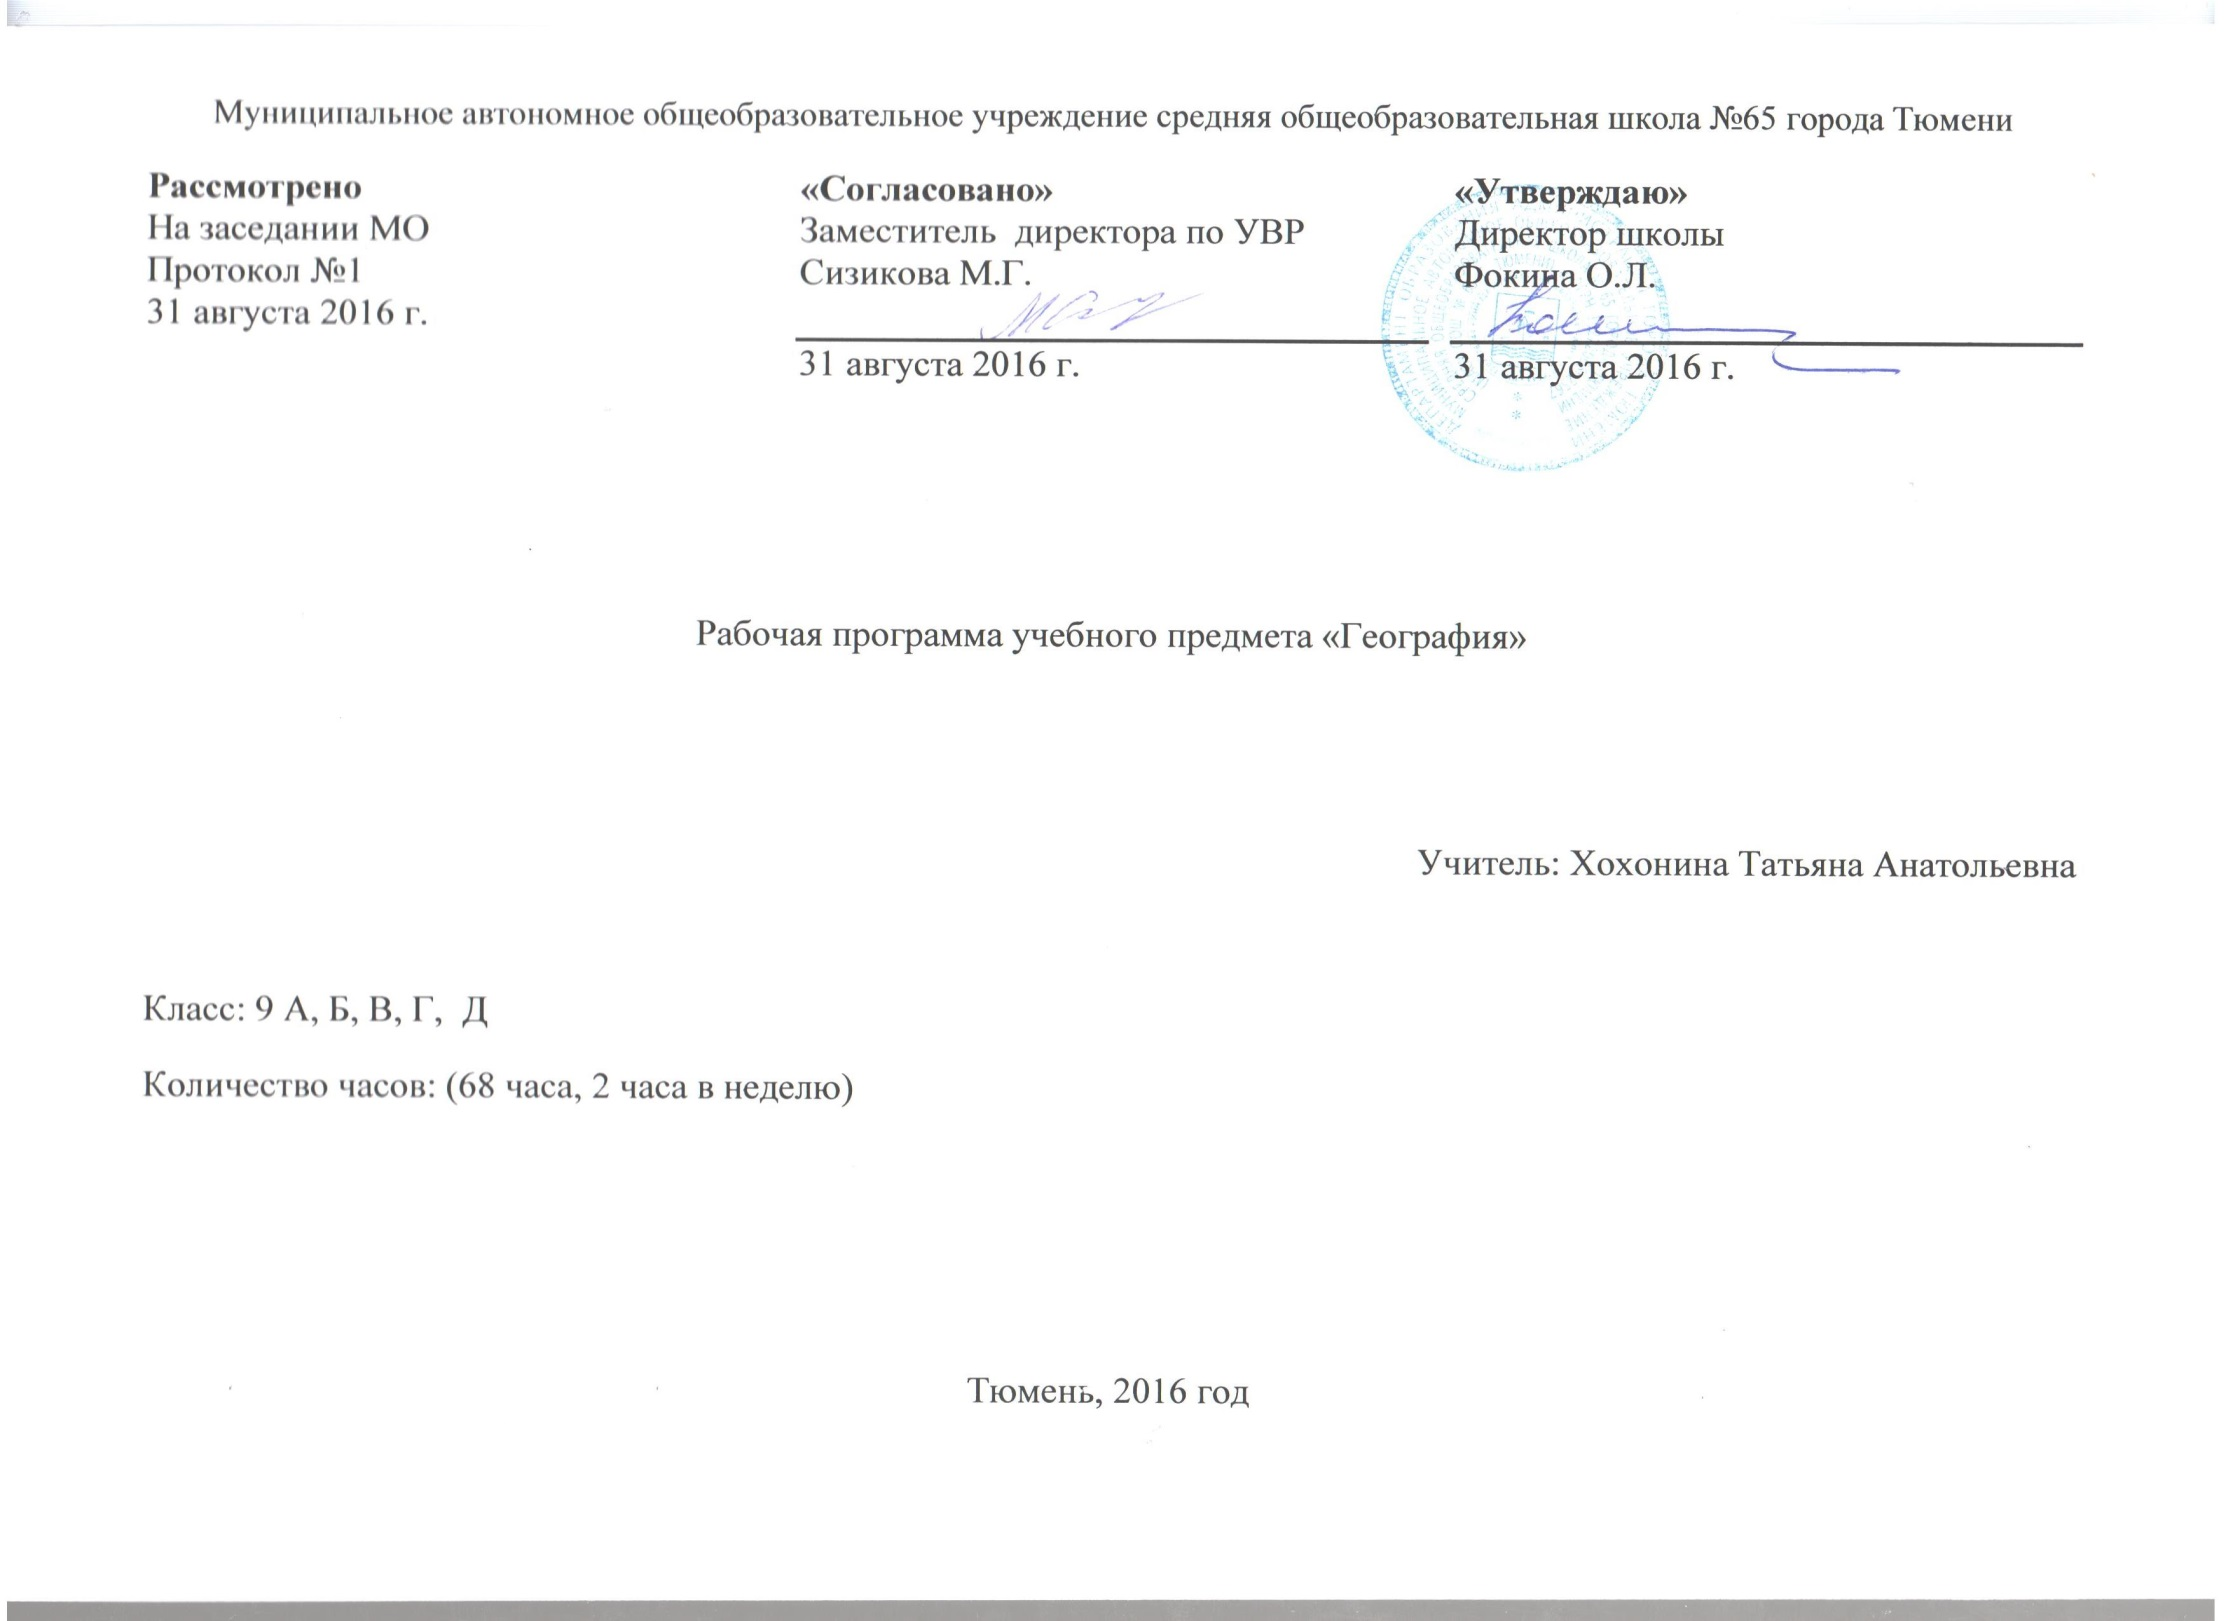 Муниципальное автономное общеобразовательное учреждение средняя общеобразовательная школа №65 города Тюмени
Рассмотрено
На заседании МО
Протокол №1
31 августа 2016 г.
«Согласовано»
Заместитель  директора по УВР
Сизикова М.Г.
31 августа 2016 г.
«Утверждаю»
Директор школы
Фокина О.Л.
31 августа 2016 г.
Рабочая программа учебного предмета «География»
Учитель: Хохонина Татьяна Анатольевна
Класс: 9 А, Б, В, Г,  Д
Количество часов: (68 часа, 2 часа в неделю)
Тюмень, 2016 год